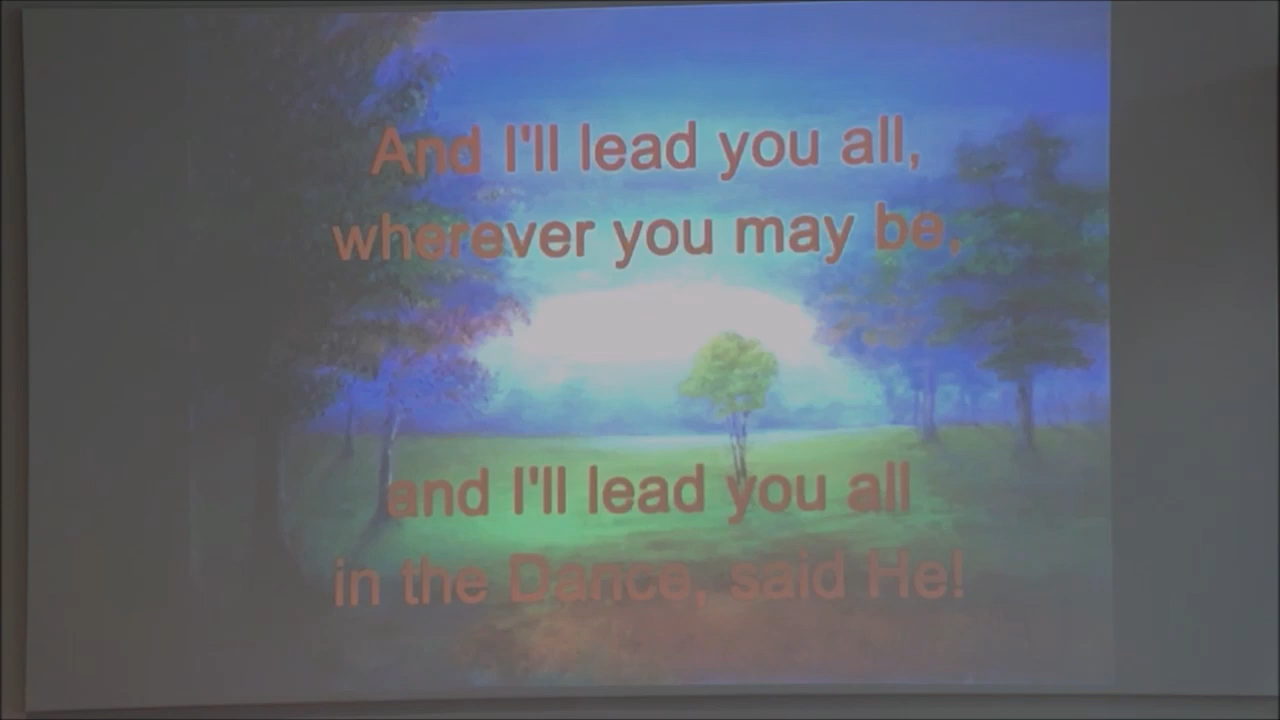 And I'll lead you all,
wherever you may be,
and I'll lead you all
in the Dance, said He!